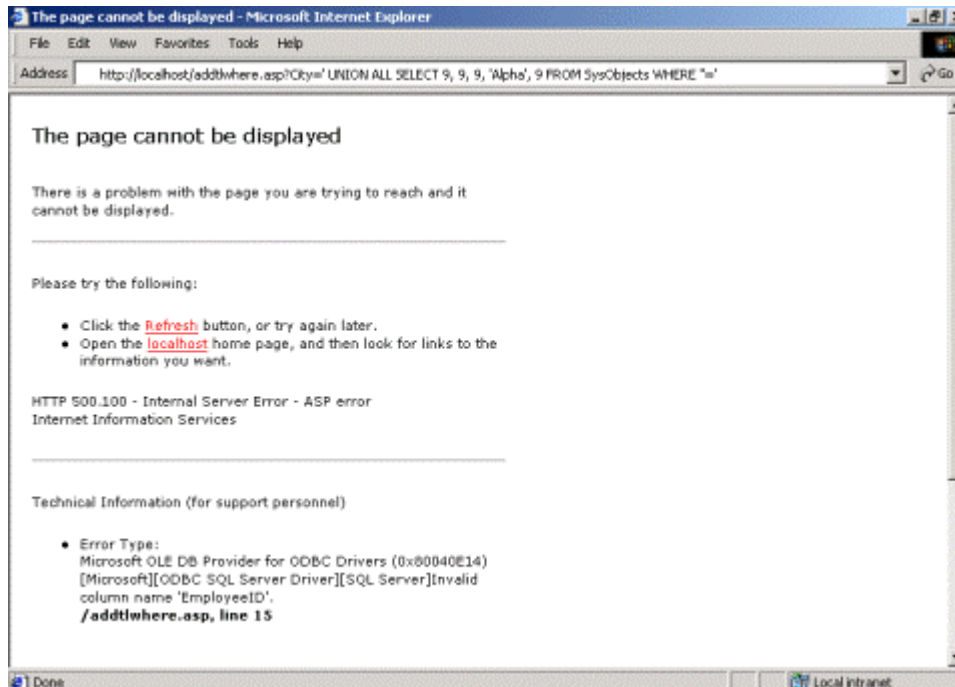 The page cannot be displayed - Microsoft Internet Explorer
File Edit View Favorites Tools Help
Address http://localhost/addtlwhere.asp?City=' UNION ALL SELECT 9, 9, 9, 'Alpha', 9 FROM SysObjects WHERE ''='
Go
The page cannot be displayed
There is a problem with the page you are trying to reach and it
cannot be displayed.
Please try the following:
• Click the Refresh button, or try again later.
• Open the localhost home page, and then look for links to the
information you want.
HTTP 500.100 - Internal Server Error - ASP error
Internet Information Services
Technical Information (for support personnel)
• Error Type:
Microsoft OLE DB Provider for ODBC Drivers (0x80040E14)
[Microsoft][ODBC SQL Server Driver][SQL Server]Invalid
column name 'EmployeeID'.
/addtlwhere.asp, line 15
Done
Local intranet